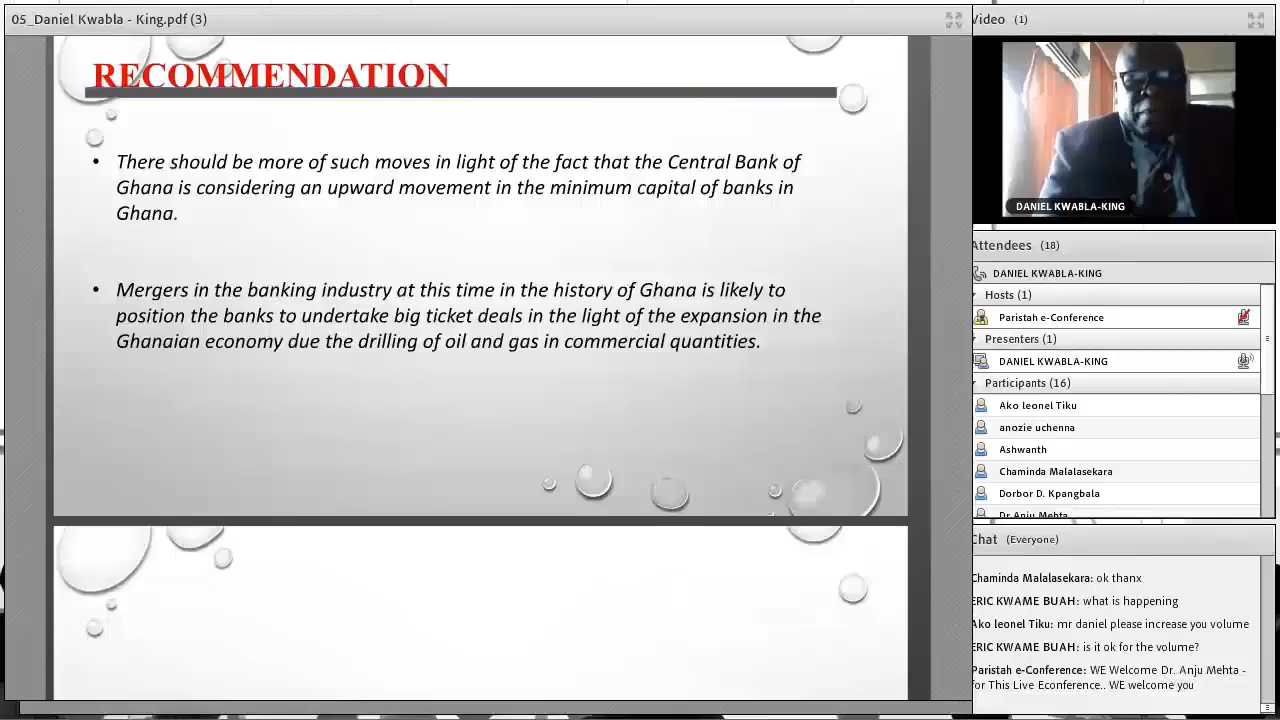 05_Daniel Kwabla - King.pdf (3)
RECOMMENDATION
• There should be more of such moves in light of the fact that the Central Bank of
Ghana is considering an upward movement in the minimum capital of banks in
Ghana.
• Mergers in the banking industry at this time in the history of Ghana is likely to
position the banks to undertake big ticket deals in the light of the expansion in the
Ghanaian economy due the drilling of oil and gas in commercial quantities.
Video (1)
DANIEL KWABLA-KING
Attendees (18)
DANIEL KWABLA-KING
Hosts (1)
Paristah e-Conference
Presenters (1)
DANIEL KWABLA-KING
Participants (16)
Ako leonel Tiku
anozie uchenna
Ashwanth
Chaminda Malalasekara
Dorbor D. Kpangbala
Dr Anju Mehta
Chat (Everyone)
Chaminda Malalasekara: ok thanx
ERIC KWAME BUAH: what is happening
Ako leonel Tiku: mr daniel please increase you volume
ERIC KWAME BUAH: is it ok for the volume?
Paristah e-Conference: WE Welcome Dr. Anju Mehta -
for This Live Econference.. WE welcome you